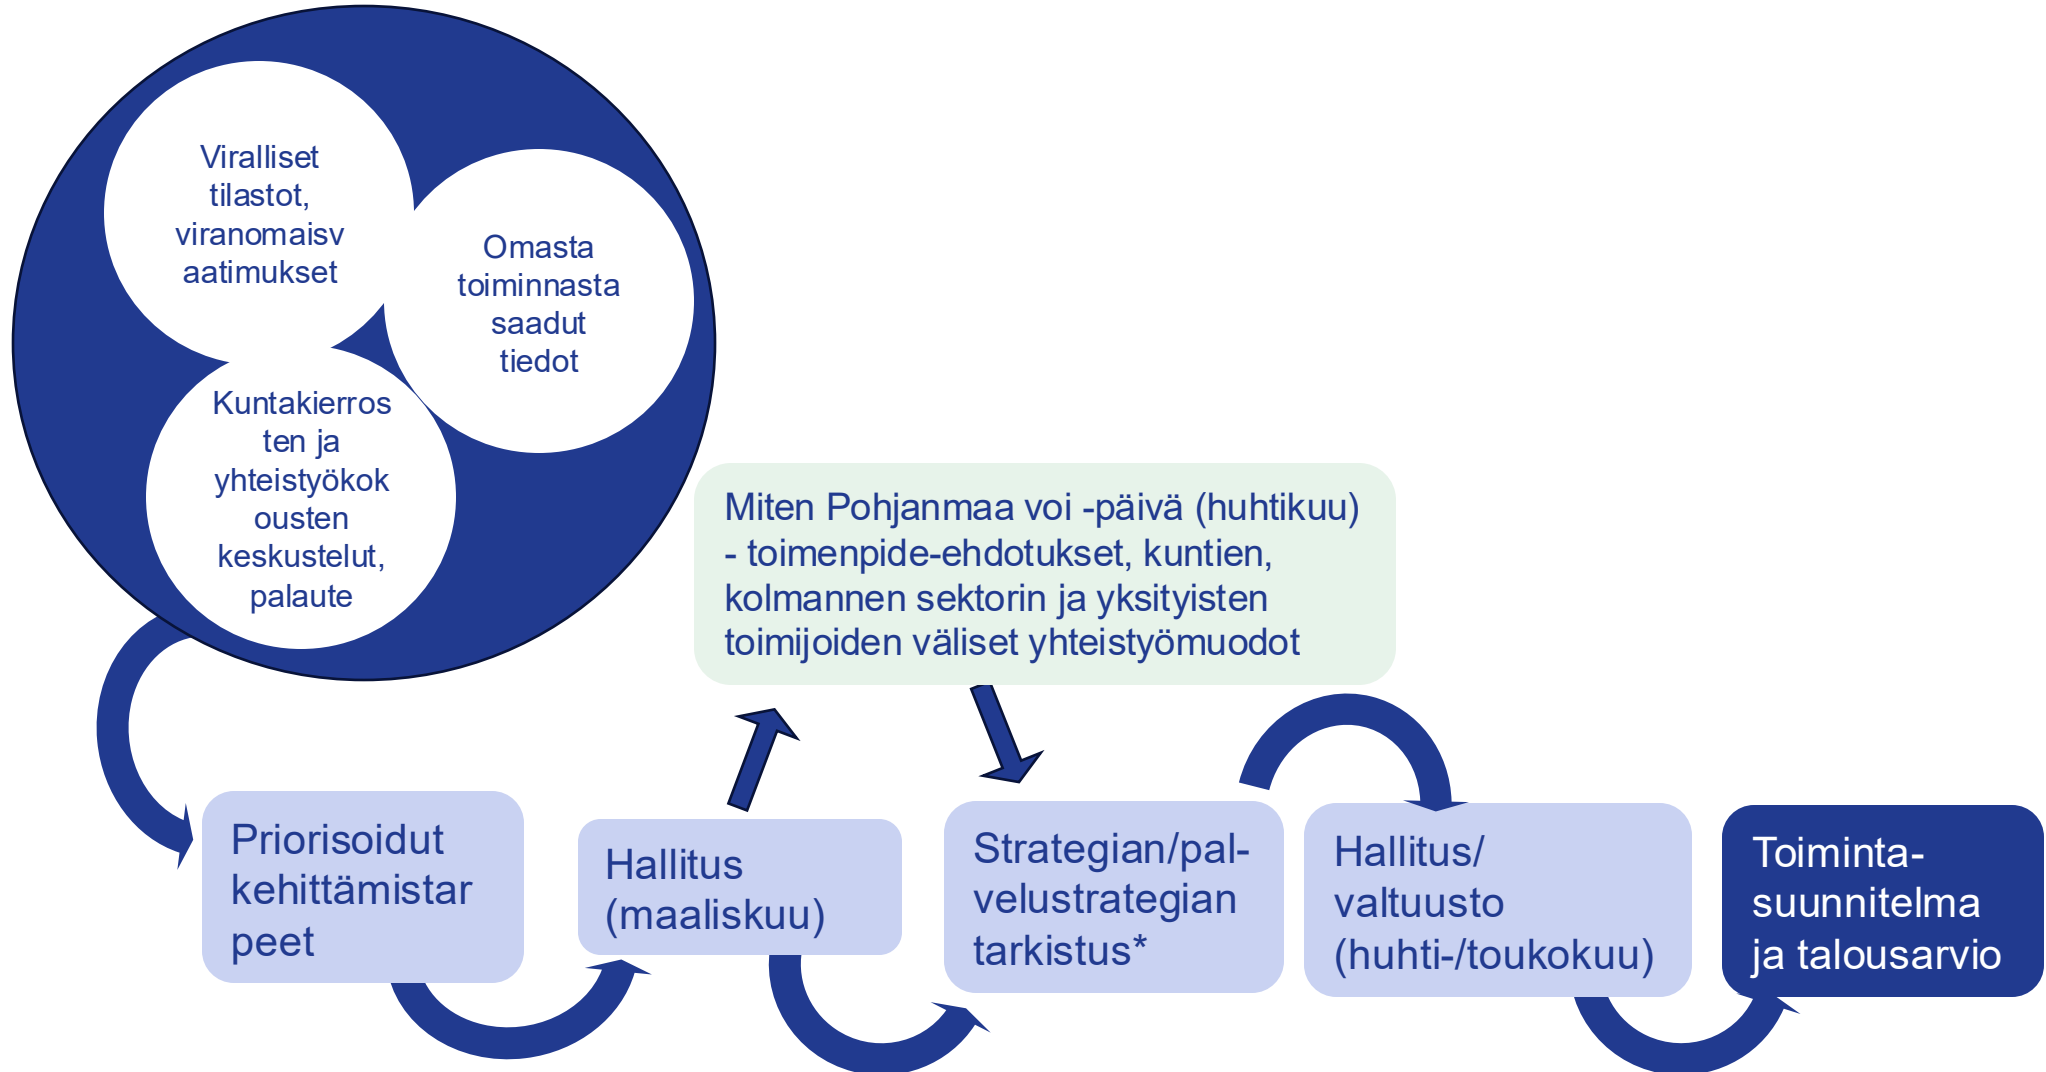 Viralliset
tilastot,
viranomaisv
aatimukset
Omasta
toiminnasta
saadut
tiedot
Kuntakierros
ten ja
yhteistyökok
ousten
keskustelut,
palaute
Miten Pohjanmaa voi -päivä (huhtikuu)
- toimenpide-ehdotukset, kuntien,
kolmannen sektorin ja yksityisten
toimijoiden väliset yhteistyömuodot
Priorisoidut
kehittämistar
peet
Hallitus
(maaliskuu)
Strategian/pal-
velustrategian
tarkistus*
Hallitus/
valtuusto
(huhti-/toukokuu)
Toiminta-
suunnitelma
ja talousarvio